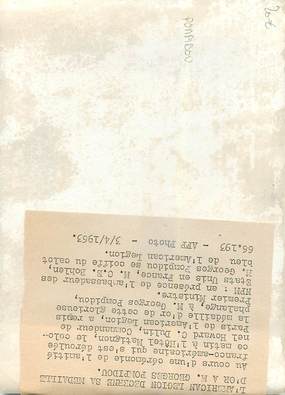 L'AMERICAN LEGION DECERNE SA MEDAILLE
D'OR A M. GEORGES POMPIDOU.
Au cours d'une cérémonie de l'amitié
franco-américaine qui s'est déroulée
ce matin à l'Hôtel Matignon, le colo-
nel Howard C. Commandeur de
Paris de l'American Legion, a remis
la médaille d'or de cette glorieuse
phalange, à M. Georges Pompidou,
Premier Ministre.
NPM : en présence de l'ambassadeur des
Etats Unis en France, M. C.E. Bohlen,
M. Georges Pompidou se coiffe du calot
bleu de l'American Legion.
66.193 - AFP Photo - 3/4/1963.
POMPIDOU
20€